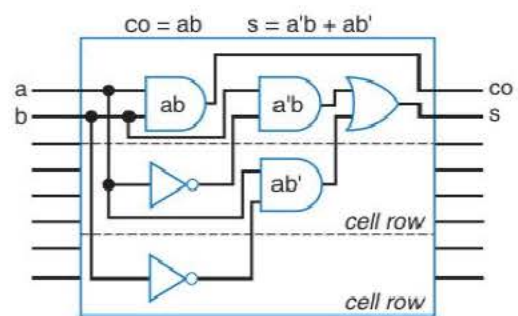 co = ab s = a'b + ab'
a
b
ab
a'b
co
s
ab'
cell row
cell row